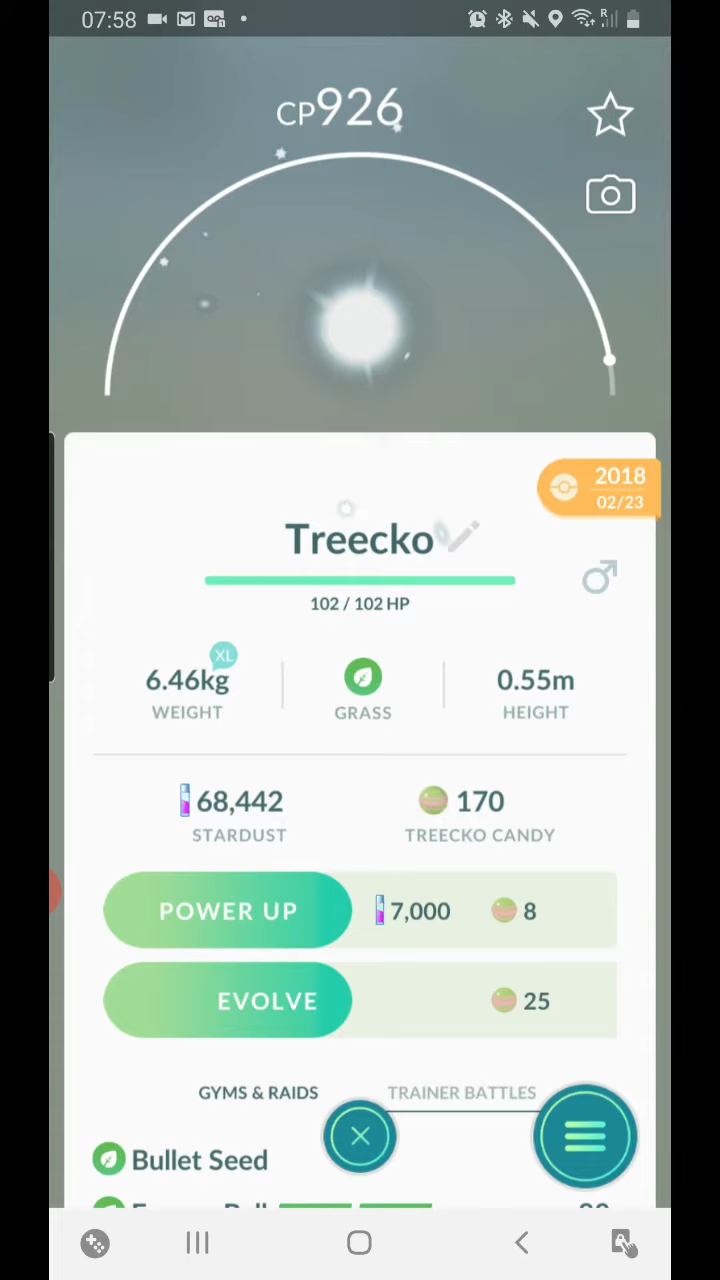 07:58
R
CP926
2018
02/23
Treecko
102 / 102 HP
XL
6.46kg
WEIGHT
GRASS
0.55m
HEIGHT
68,442
STARDUST
170
TREECKO CANDY
POWER UP
7,000
8
EVOLVE
25
GYMS & RAIDS
TRAINER BATTLES
Bullet Seed